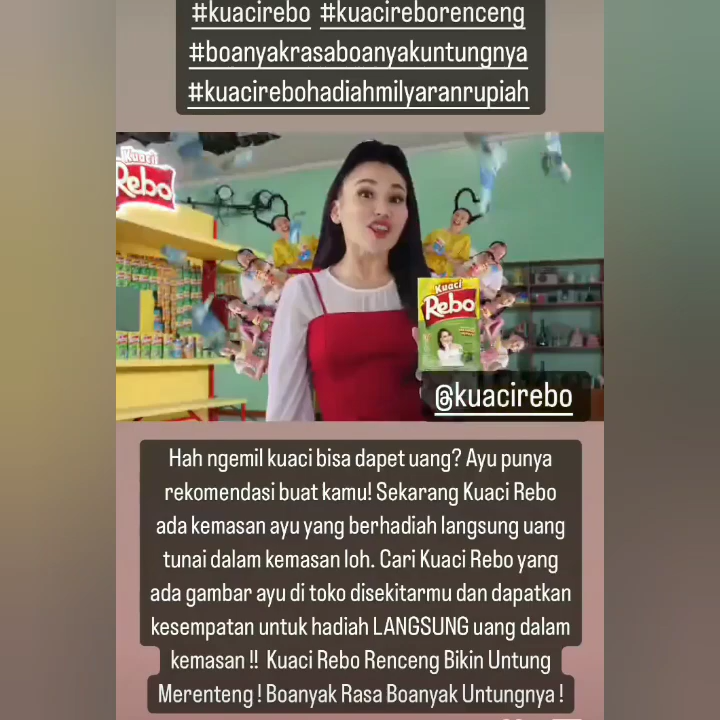 #kuacirebo #kuacireborenceng
#boanyakrasaboanyakuntungnya
#kuacirebohadiahmilyaranrupiah
Kuaci
Rebo
Kuaci
Rebo
@kuacirebo
Hah ngemil kuaci bisa dapet uang? Ayu punya
rekomendasi buat kamu! Sekarang Kuaci Rebo
ada kemasan ayu yang berhadiah langsung uang
tunai dalam kemasan loh. Cari Kuaci Rebo yang
ada gambar ayu di toko disekitarmu dan dapatkan
kesempatan untuk hadiah LANGSUNG uang dalam
kemasan !! Kuaci Rebo Renceng Bikin Untung
Merenteng ! Boanyak Rasa Boanyak Untungnya !